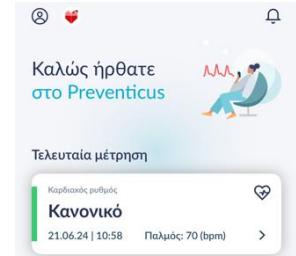 Καλώς ήρθατε
στο Preventicus
Τελευταία μέτρηση
Καρδιακός ρυθμός
Κανονικό
21.06.24 | 10:58 Παλμός: 70 (bpm)